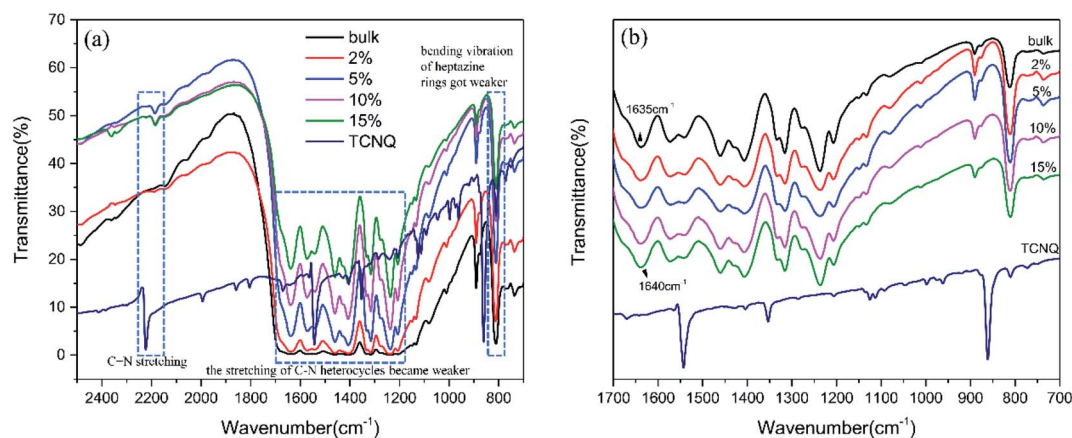 (a)
bulk
2%
5%
10%
15%
TCNQ
bending vibration
of heptazine
rings got weaker
70
60
50
40
30
20
10
0
Transmittance(%)
C=N stretching
the stretching of C-N heterocycles became weaker
2400 2200 2000 1800 1600 1400 1200 1000 800
Wavenumber(cm-1)
(b)
bulk
2%
5%
10%
15%
TCNQ
1635cm-1
1640cm-1
Transmittance(%)
1700 1600 1500 1400 1300 1200 1100 1000 900 800 700
Wavenumber(cm-1)